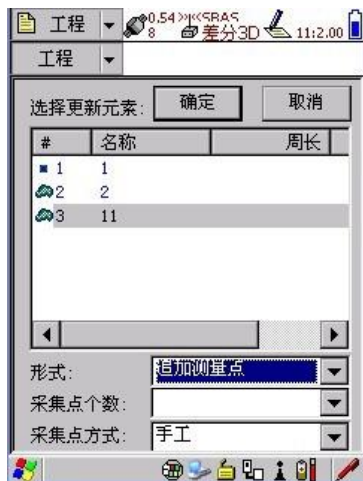 工程 0.54 SBAS 8 差分3D 11:2.00
工程
选择更新元素: 确定 取消
# 名称 周长
1 1
2 2
3 11
形式: 追加测量点
采集点个数:
采集点方式: 手工